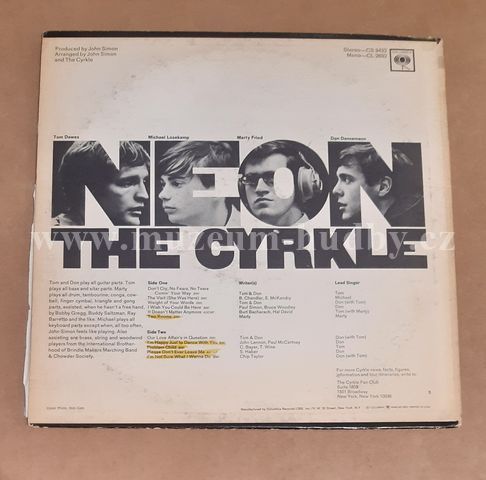 Produced by John Simon
Arranged by John Simon
and The Cyrkle
Stereo—CS 9432
Mono—CL 2632
Tom Dawes
Michael Losekamp
Marty Fried
Don Dannemann
NEON
THE CYRKLE
www.muzeum-hudby.cz
Tom and Don play all guitar parts. Tom
plays all bass and sitar parts. Marty
plays all drum, tambourine, conga, cow-
bell, finger cymbal, triangle and gong
parts, assisted, when he hasn't a free hand,
by Bobby Gregg, Buddy Saltzman, Ray
Barretto and the like. Michael plays all
keyboard parts except when, all too often,
John Simon feels like playing. Also
assisting are brass, string and woodwind
players from the International Brother-
hood of Brooks Mahlers Marching Band
& Chowder Society.
Side One
Don't Cry, No Fears, No Tears
Comin' Your Way
The Visit (She Was Here)
Weight of Your Words
I Wish You Could Be Here
It Doesn't Matter Anymore
Two Rooms
Side Two
Our Love Affair's in Question
I'm Happy Just to Dance With You
Problem Child
Please Don't Ever Leave Me
I'm Not Sure What I Wanna Do
Writer(s)
Tom & Don
B. Chandler, E. McKendry
Tom & Don
Paul Simon, Bruce Woodley
Burt Bacharach, Hal David
Marty
Tom & Don
John Lennon, Paul McCartney
C. Bayer, T. Wine
S. Haber
Chip Taylor
Lead Singer
Tom
Michael
Don (with Tom)
Don
Tom (with Marty)
Marty
Don (with Tom)
Don
Tom
Don
Don (with Tom)
For more Cyrkle news, facts, figures,
information and tour itineraries, write to:
The Cyrkle Fan Club
Suite 1809
1501 Broadway
New York, New York 10036